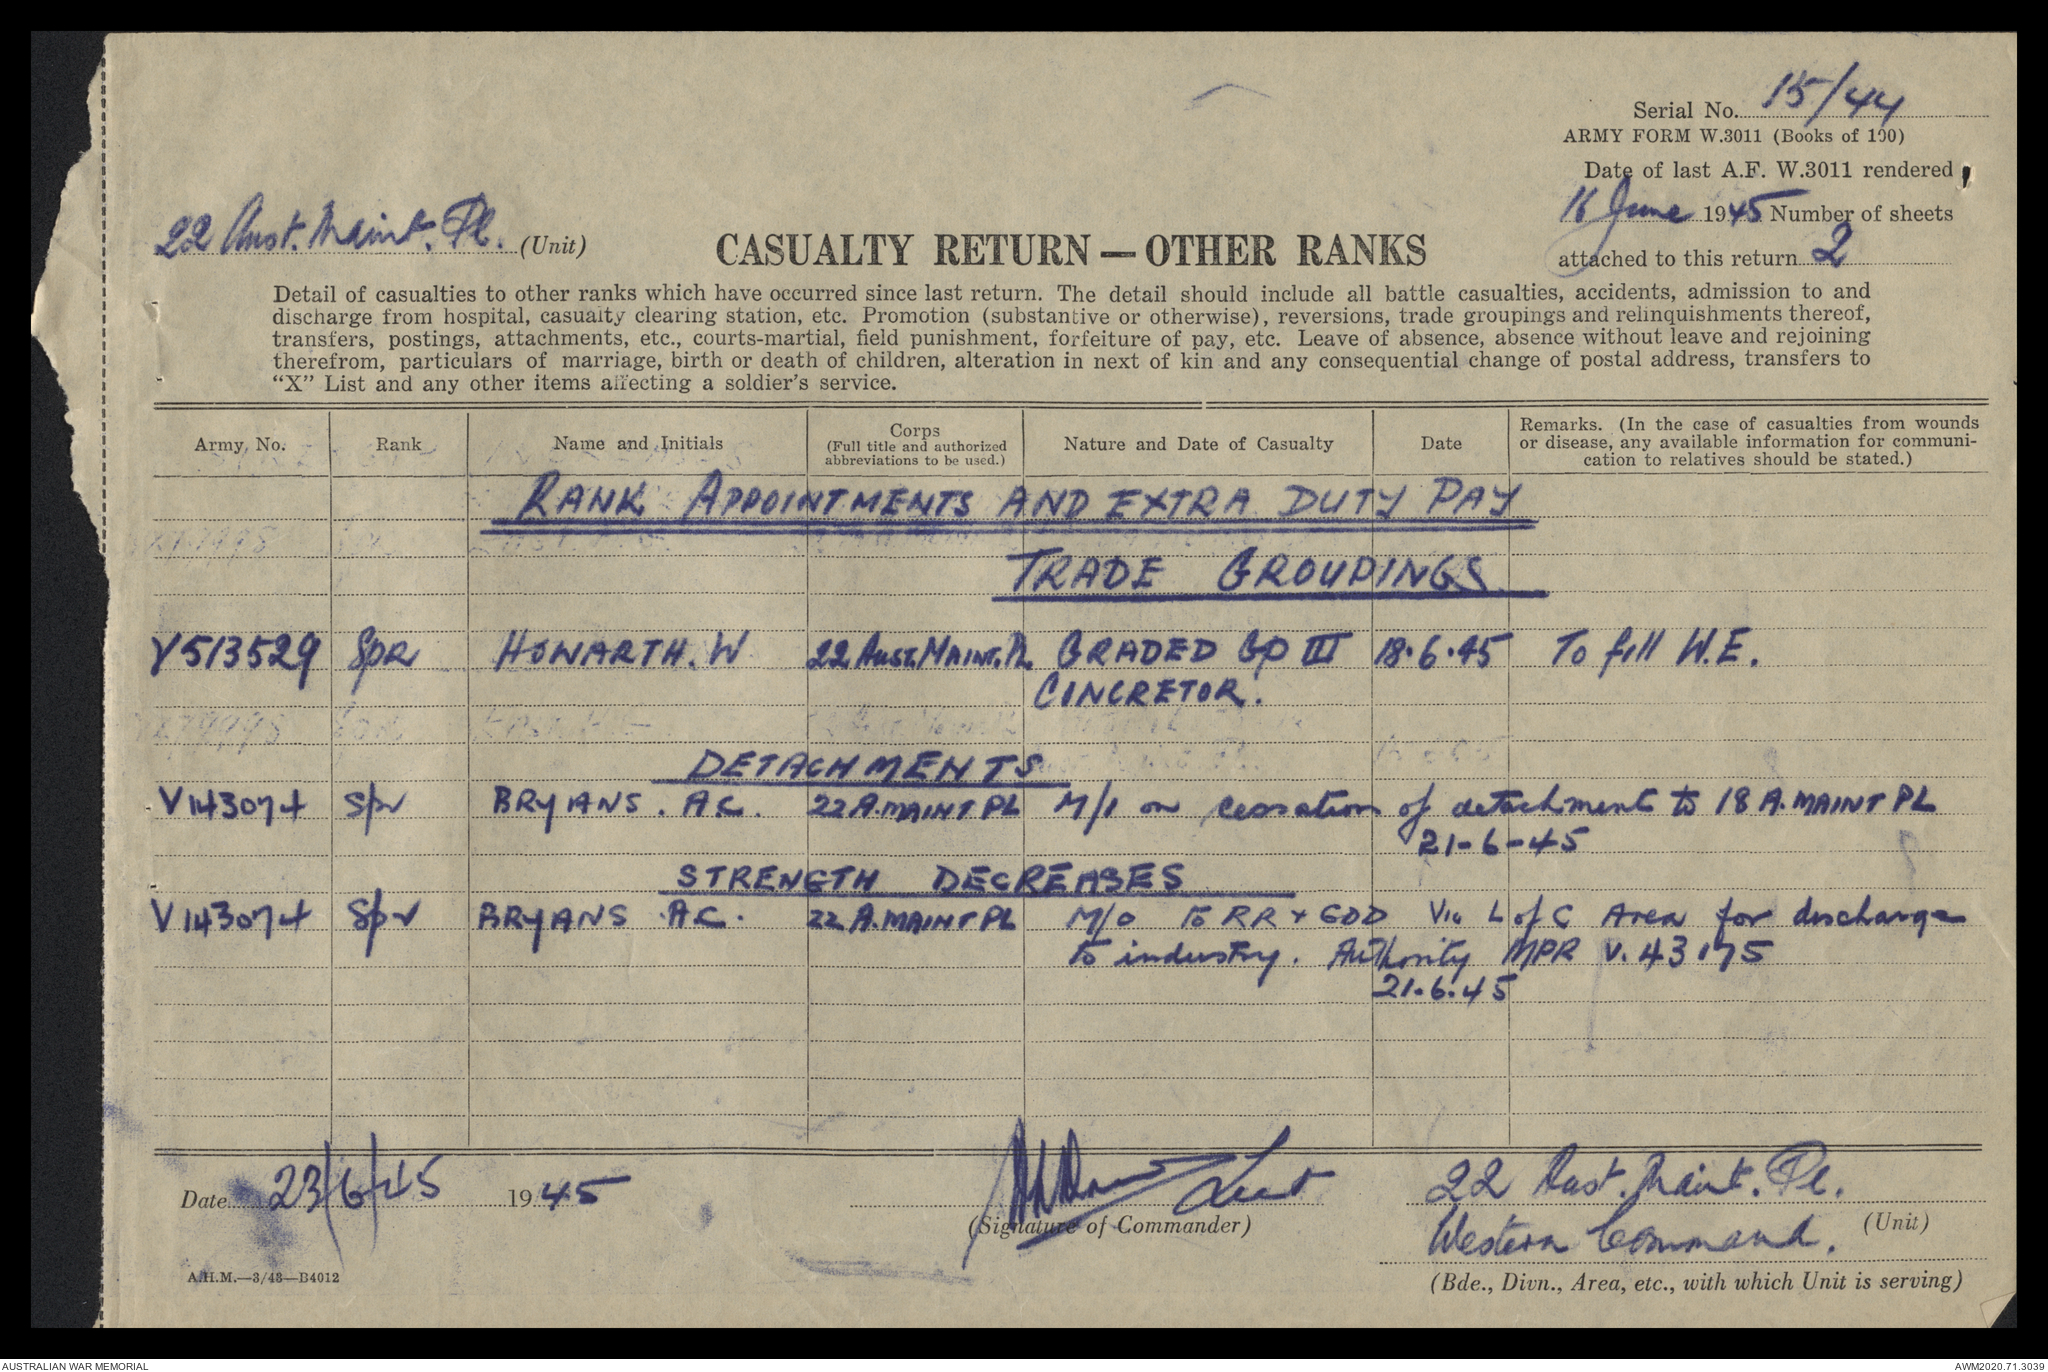 Serial No. 15/44
ARMY FORM W.3011 (Books of 100)
Date of last A.F. W.3011 rendered
16 June 1945 Number of sheets
attached to this return 2
22 Aust. Maint. Pl. (Unit)
CASUALTY RETURN — OTHER RANKS
Detail of casualties to other ranks which have occurred since last return. The detail should include all battle casualties, accidents, admission to and
discharge from hospital, casualty clearing station, etc. Promotion (substantive or otherwise), reversions, trade groupings and relinquishments thereof,
transfers, postings, attachments, etc., courts-martial, field punishment, forfeiture of pay, etc. Leave of absence, absence without leave and rejoining
therefrom, particulars of marriage, birth or death of children, alteration in next of kin and any consequential change of postal address, transfers to
“X” List and any other items affecting a soldier’s service.
Army No. Rank Name and Initials Corps (Full title and authorized abbreviations to be used.) Nature and Date of Casualty Date Remarks. (In the case of casualties from wounds
or disease, any available information for communi-
cation to relatives should be stated.)
RANK APPOINTMENTS AND EXTRA DUTY PAY
TRADE GROUPINGS
V513529 SPR HOWARTH. W 22 AUST. MAINT. PL GRADED GP III 18.6.45 To fill W.E.
CONCRETOR.
DETACHMENTS
V143074 Spr BRYANS. A.C. 22 A.MAINT PL M/I on cessation of detachment to 18 A.MAINT PL
21-6-45
STRENGTH DECREASES
V143074 Spr BRYANS A.C. 22 A.MAINT PL M/O to RR & GDD Via L of C Area for discharge
to industry. Authority MPR V. 43175
21.6.45
Date 23/6/45 1945
Lieut
(Signature of Commander)
22 Aust. Maint. Pl.
(Unit)
Western Command.
(Bde., Divn., Area, etc., with which Unit is serving)
A.H.M.—3/43—B4012
AUSTRALIAN WAR MEMORIAL
AWM2020.71.3039